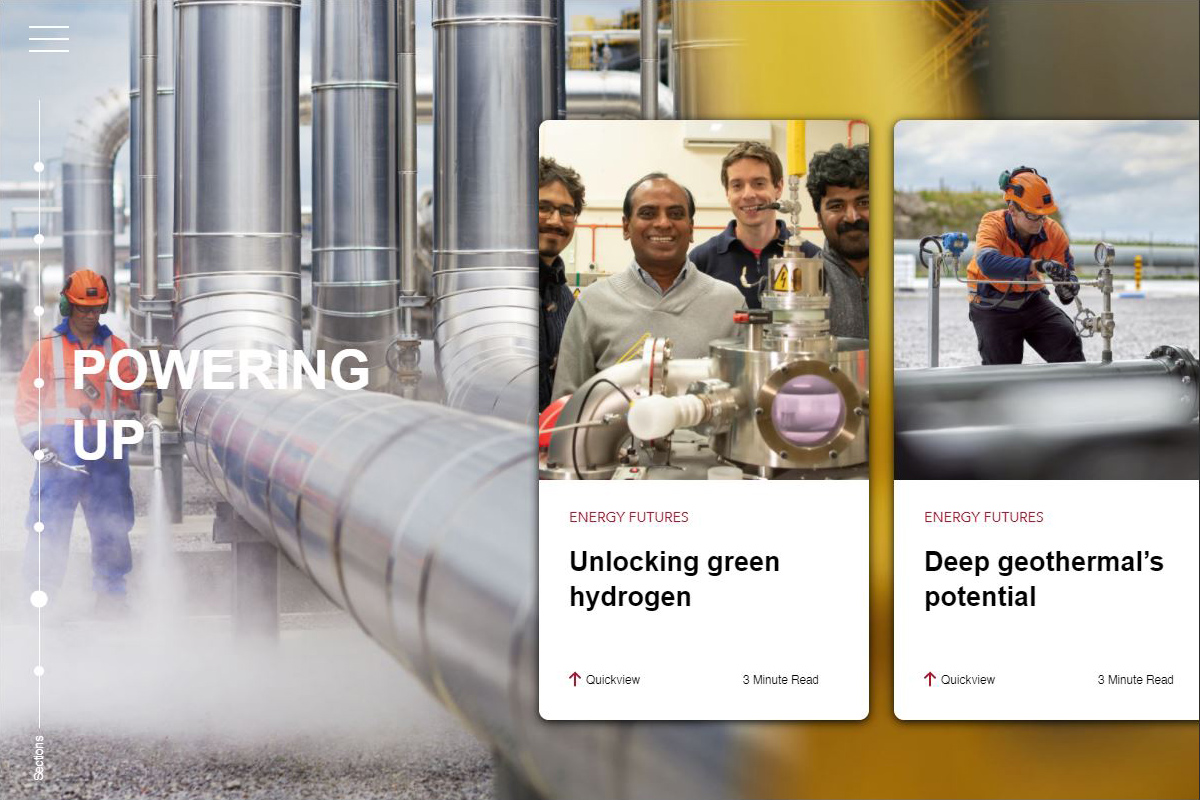 POWERING
UP
Sections
ENERGY FUTURES
Unlocking green
hydrogen
Quickview
3 Minute Read
ENERGY FUTURES
Deep geothermal's
potential
Quickview
3 Minute Read